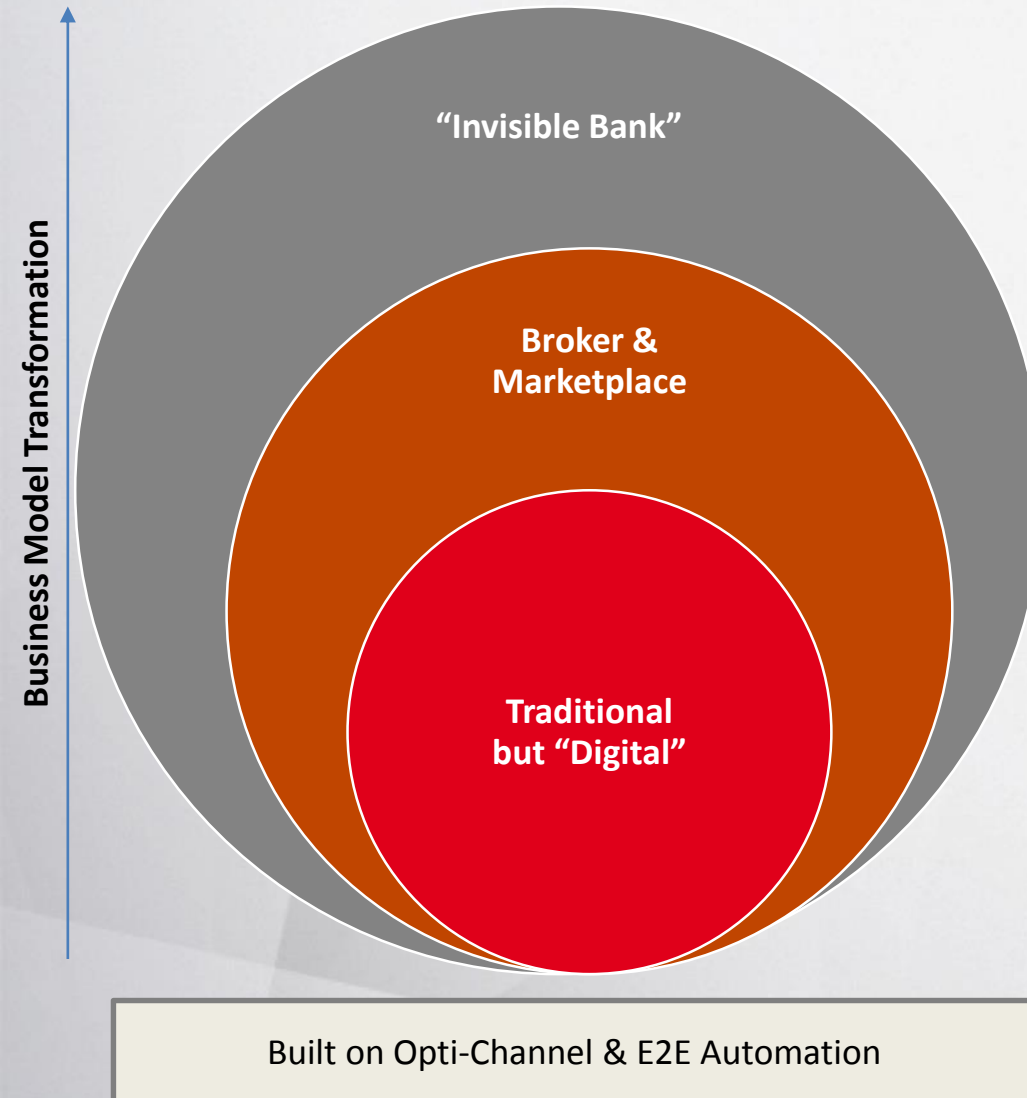 Business Model Transformation
“Invisible Bank”
Broker &
Marketplace
Traditional
but “Digital”
Built on Opti-Channel & E2E Automation